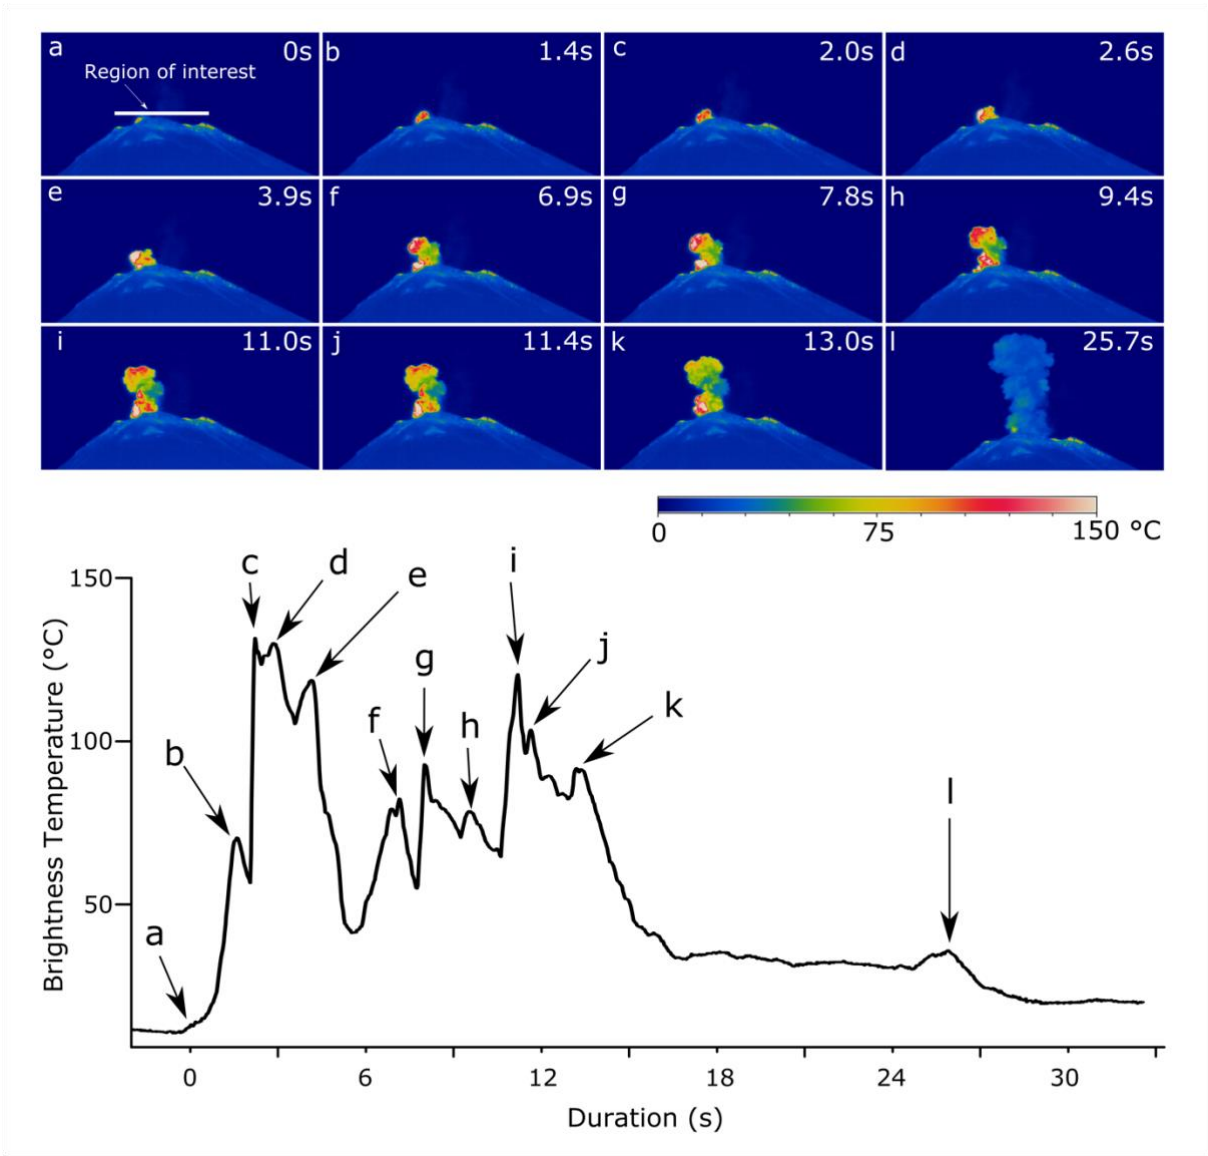 a 0s
Region of interest
b 1.4s
c 2.0s
d 2.6s
e 3.9s
f 6.9s
g 7.8s
h 9.4s
i 11.0s
j 11.4s
k 13.0s
l 25.7s
0 75 150 °C
Brightness Temperature (°C)
150
100
50
a
b
c
d
e
f
g
h
i
j
k
l
0 6 12 18 24 30
Duration (s)